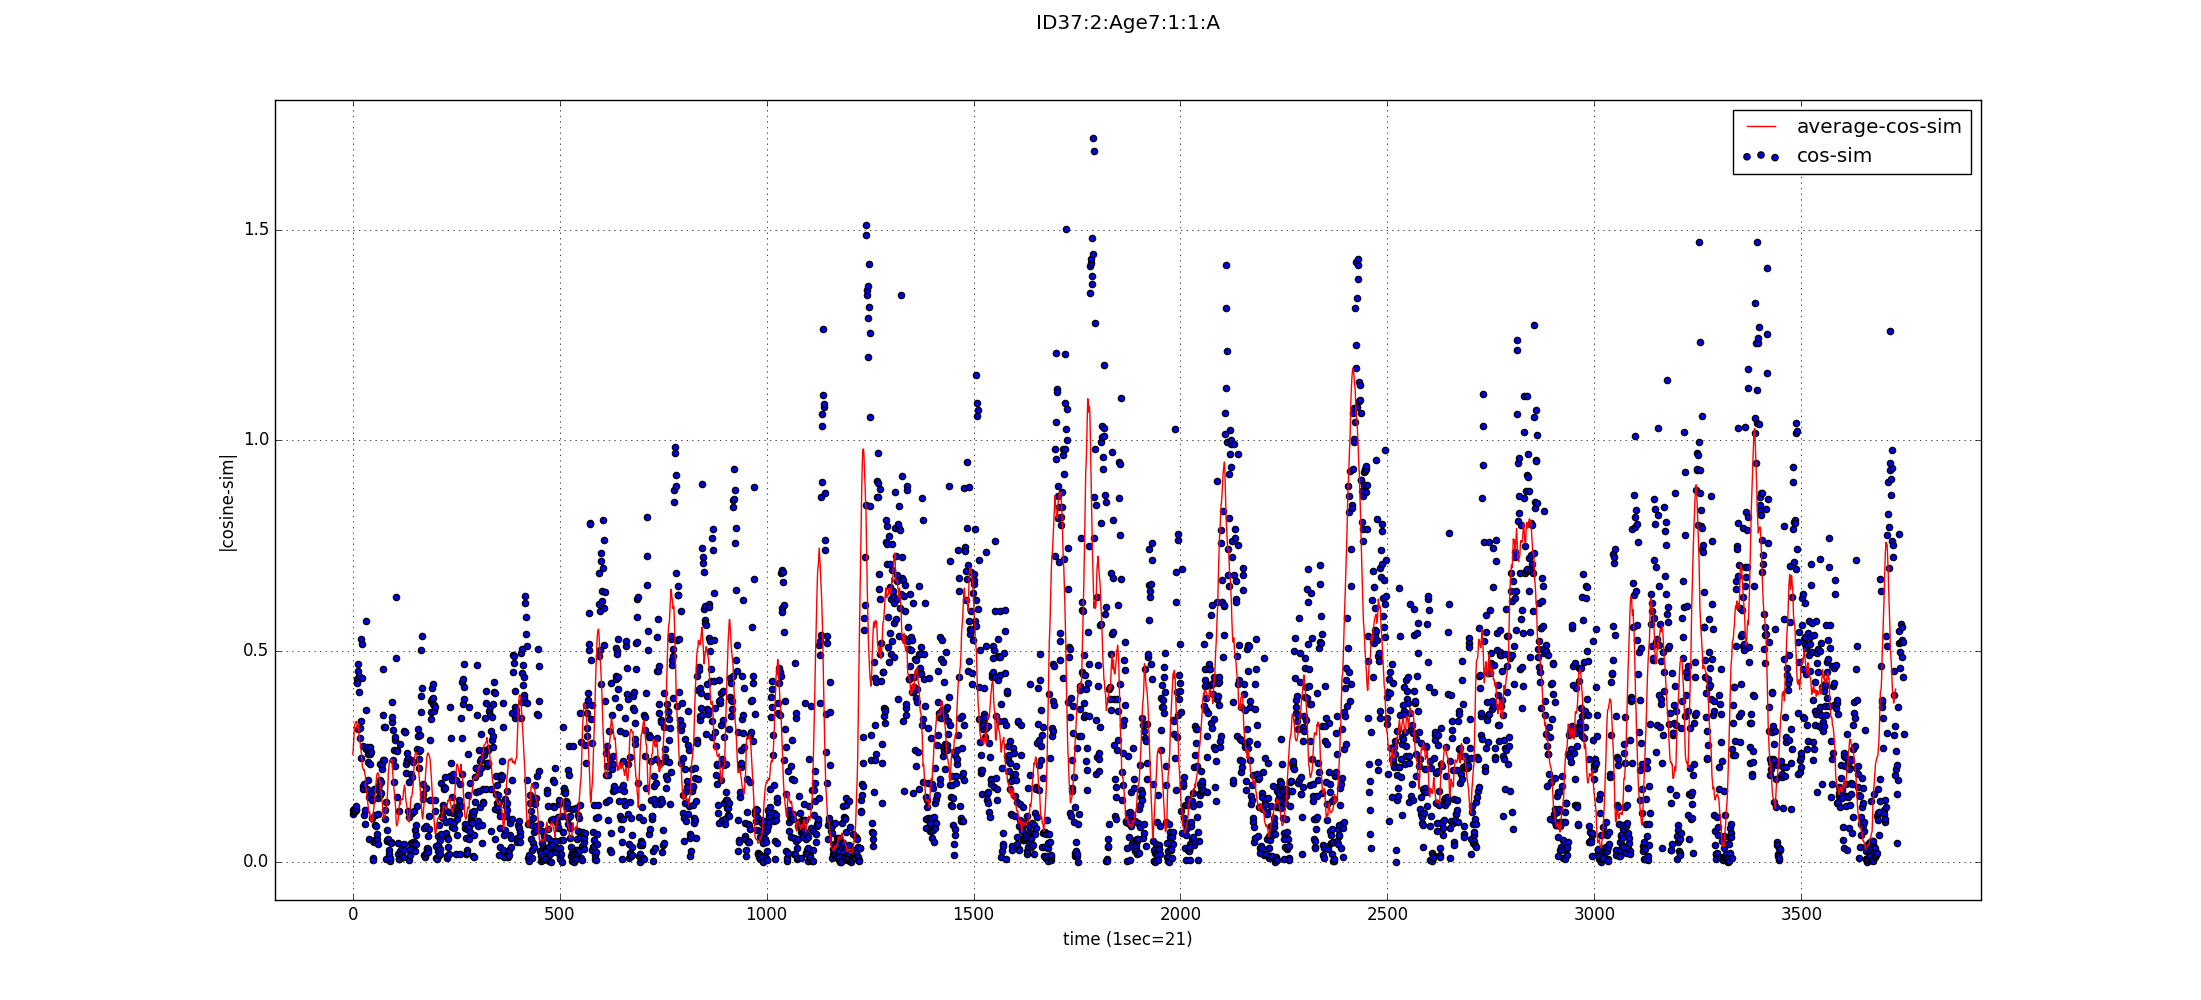 ID37:2:Age7:1:1:A
average-cos-sim
cos-sim
|cosine-sim|
1.5
1.0
0.5
0.0
0 500 1000 1500 2000 2500 3000 3500
time (1sec=21)